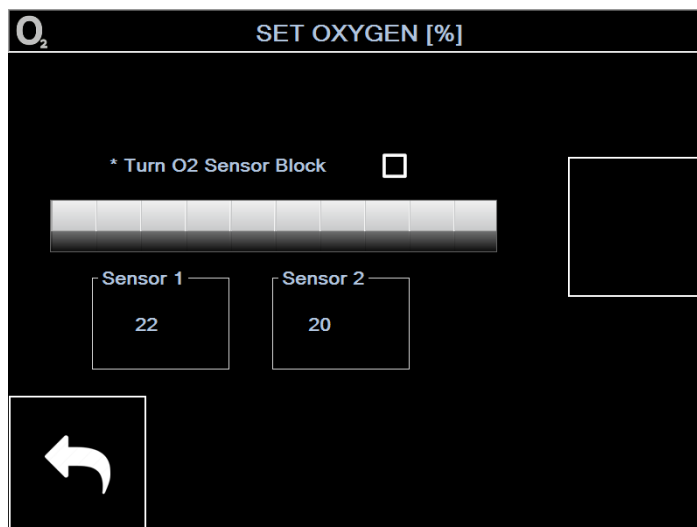 O2 SET OXYGEN [%]
* Turn O2 Sensor Block
Sensor 1 Sensor 2
22 20